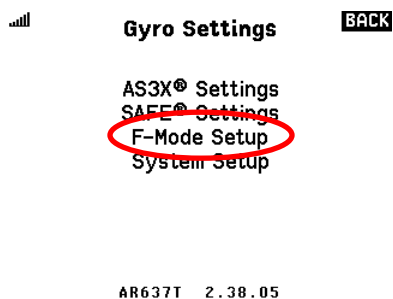 Gyro Settings
BACK
AS3X® Settings
SAFE® Settings
F-Mode Setup
System Setup
AR637T 2.38.05